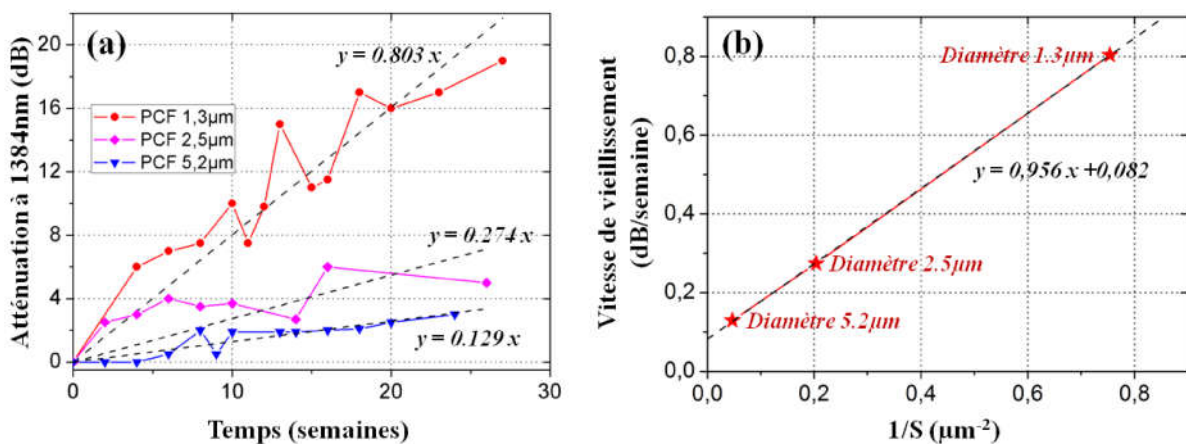 (a)
y = 0.803 x
PCF 1,3µm
PCF 2,5µm
PCF 5,2µm
y = 0.274 x
y = 0.129 x
Atténuation à 1384nm (dB)
20
16
12
8
4
0
0 10 20 30
Temps (semaines)
(b)
Diamètre 1.3µm
y = 0,956 x +0,082
Diamètre 2.5µm
Diamètre 5.2µm
Vitesse de vieillissement
(dB/semaine)
0,8
0,6
0,4
0,2
0,0
0,0 0,2 0,4 0,6 0,8
1/S (µm-2)